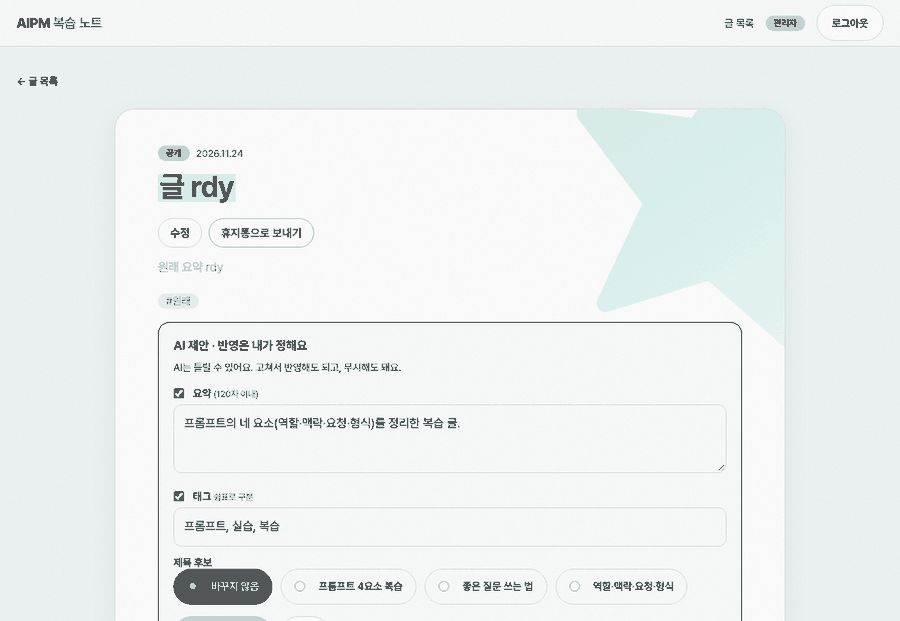 AIPM 복습 노트
글 목록 관리자 로그아웃
← 글 목록
공개 2026.11.24
글 rdy
수정 휴지통으로 보내기
원래 요약 rdy
#원래
AI 제안 · 반영은 내가 정해요
AI는 틀릴 수 있어요. 고쳐서 반영해도 되고, 무시해도 돼요.
요약 (120자 이내)
프롬프트의 네 요소(역할·맥락·요청·형식)를 정리한 복습 글.
태그 쉼표로 구분
프롬프트, 실습, 복습
제목 후보
바꾸지 않음 프롬프트 4요소 복습 좋은 질문 쓰는 법 역할·맥락·요청·형식